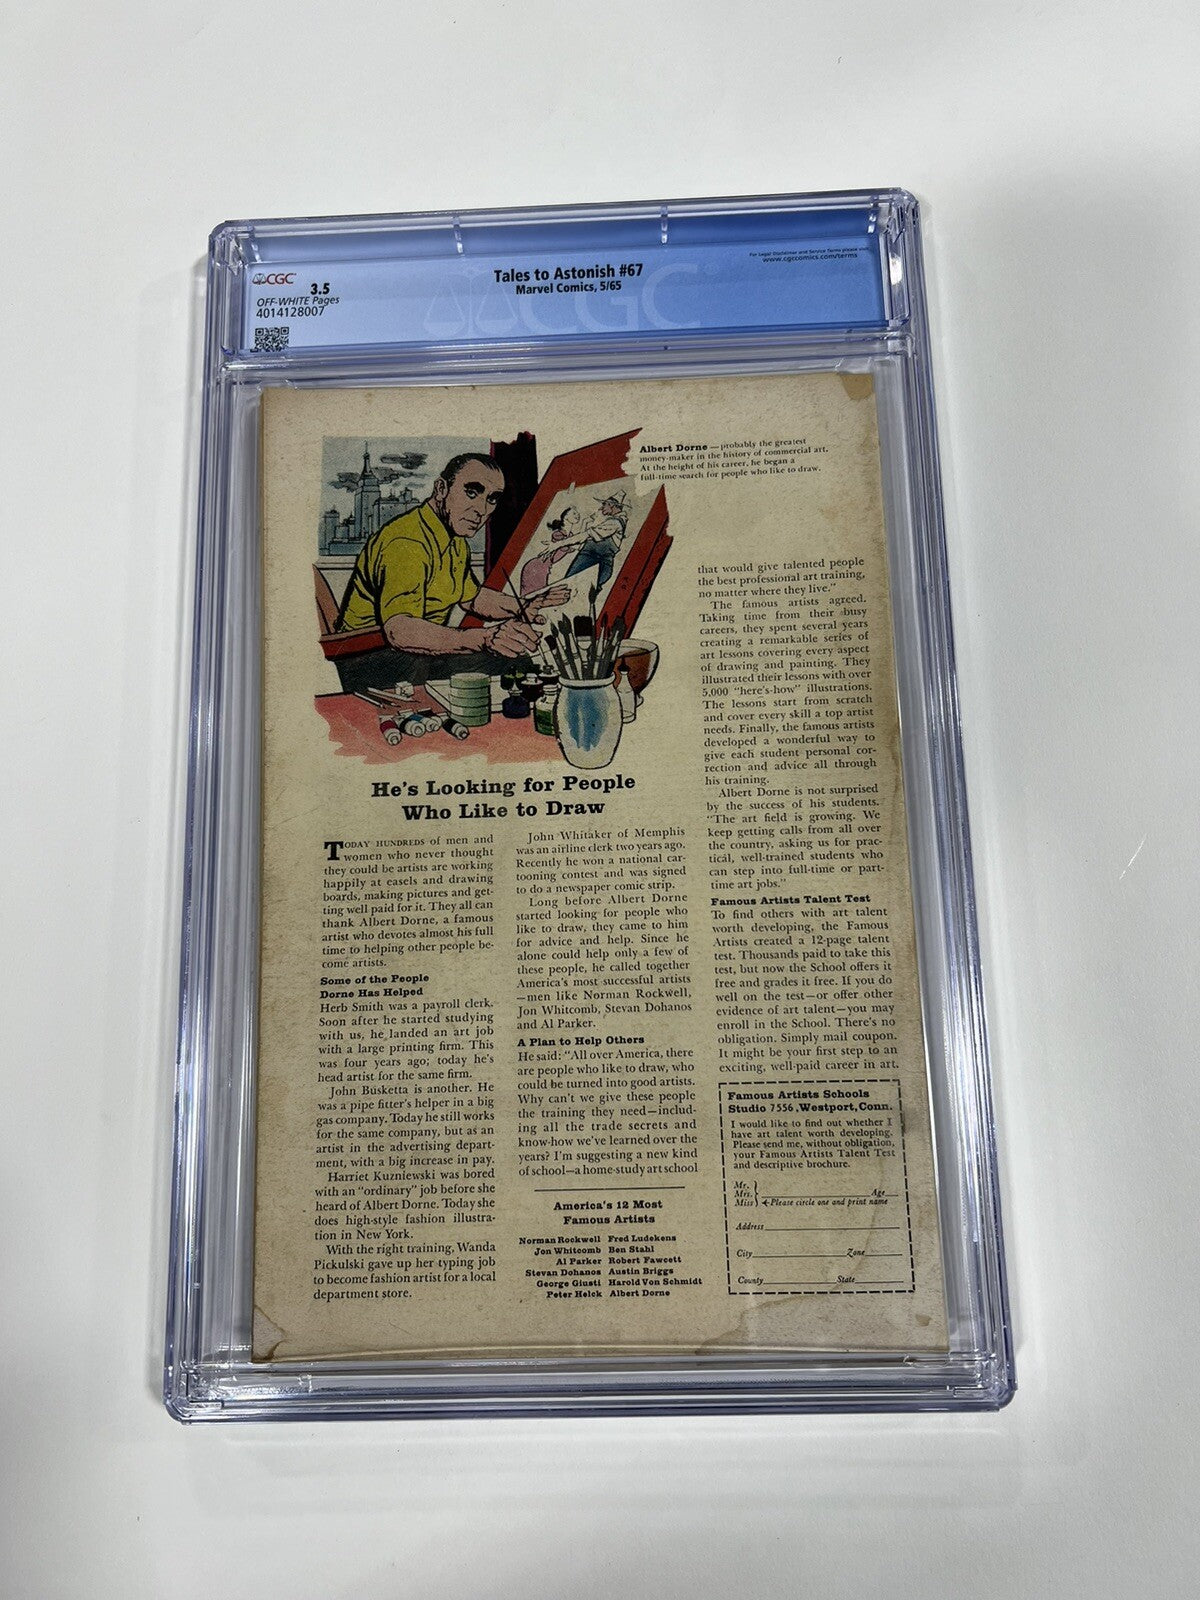 CGC
3.5
OFF-WHITE Pages
4014128007
Tales to Astonish #67
Marvel Comics, 5/65
For Legal Disclaimer and Service Terms please visit
www.cgccomics.com/terms
CGC
Albert Dorne — probably the greatest
money-maker in the history of commercial art.
At the height of his career, he began a
full-time search for people who like to draw.
He's Looking for People
Who Like to Draw
TODAY HUNDREDS of men and
women who never thought
they could be artists are working
happily at easels and drawing
boards, making pictures and get-
ting well paid for it. They all can
thank Albert Dorne, a famous
artist who devotes almost his full
time to helping other people be-
come artists.
Some of the People
Dorne Has Helped
Herb Smith was a payroll clerk.
Soon after he started studying
with us, he landed an art job
with a large printing firm. This
was four years ago; today he's
head artist for the same firm.
John Busketta is another. He
was a pipe fitter's helper in a big
gas company. Today he still works
for the same company, but as an
artist in the advertising depart-
ment, with a big increase in pay.
Harriet Kuzniewski was bored
with an "ordinary" job before she
heard of Albert Dorne. Today she
does high-style fashion illustra-
tion in New York.
With the right training, Wanda
Pickulski gave up her typing job
to become fashion artist for a local
department store.
John Whitaker of Memphis
was an airline clerk two years ago.
Recently he won a national car-
tooning contest and was signed
to do a newspaper comic strip.
Long before Albert Dorne
started looking for people who
like to draw, they came to him
for advice and help. Since he
alone could help only a few of
these people, he called together
America's most successful artists
—men like Norman Rockwell,
Jon Whitcomb, Stevan Dohanos
and Al Parker.
A Plan to Help Others
He said: "All over America, there
are people who like to draw, who
could be turned into good artists.
Why can't we give these people
the training they need—includ-
ing all the trade secrets and
know-how we've learned over the
years? I'm suggesting a new kind
of school—a home-study art school
America's 12 Most
Famous Artists
Norman Rockwell Fred Ludekens
Jon Whitcomb Ben Stahl
Al Parker Robert Fawcett
Stevan Dohanos Austin Briggs
George Giusti Harold Von Schmidt
Peter Helck Albert Dorne
that would give talented people
the best professional art training,
no matter where they live."
The famous artists agreed.
Taking time from their busy
careers, they spent several years
creating a remarkable series of
art lessons covering every aspect
of drawing and painting. They
illustrated their lessons with over
5,000 "here's-how" illustrations.
The lessons start from scratch
and cover every skill a top artist
needs. Finally, the famous artists
developed a wonderful way to
give each student personal cor-
rection and advice all through
his training.
Albert Dorne is not surprised
by the success of his students.
"The art field is growing. We
keep getting calls from all over
the country, asking us for prac-
tical, well-trained students who
can step into full-time or part-
time art jobs."
Famous Artists Talent Test
To find others with art talent
worth developing, the Famous
Artists created a 12-page talent
test. Thousands paid to take this
test, but now the School offers it
free and grades it free. If you do
well on the test—or offer other
evidence of art talent—you may
enroll in the School. There's no
obligation. Simply mail coupon.
It might be your first step to an
exciting, well-paid career in art.
Famous Artists Schools
Studio 7556, Westport, Conn.
I would like to find out whether I
have art talent worth developing.
Please send me, without obligation,
your Famous Artists Talent Test
and descriptive brochure.
Mr.
Mrs. Age
Miss Please circle one and print name
Address
City Zone
County State